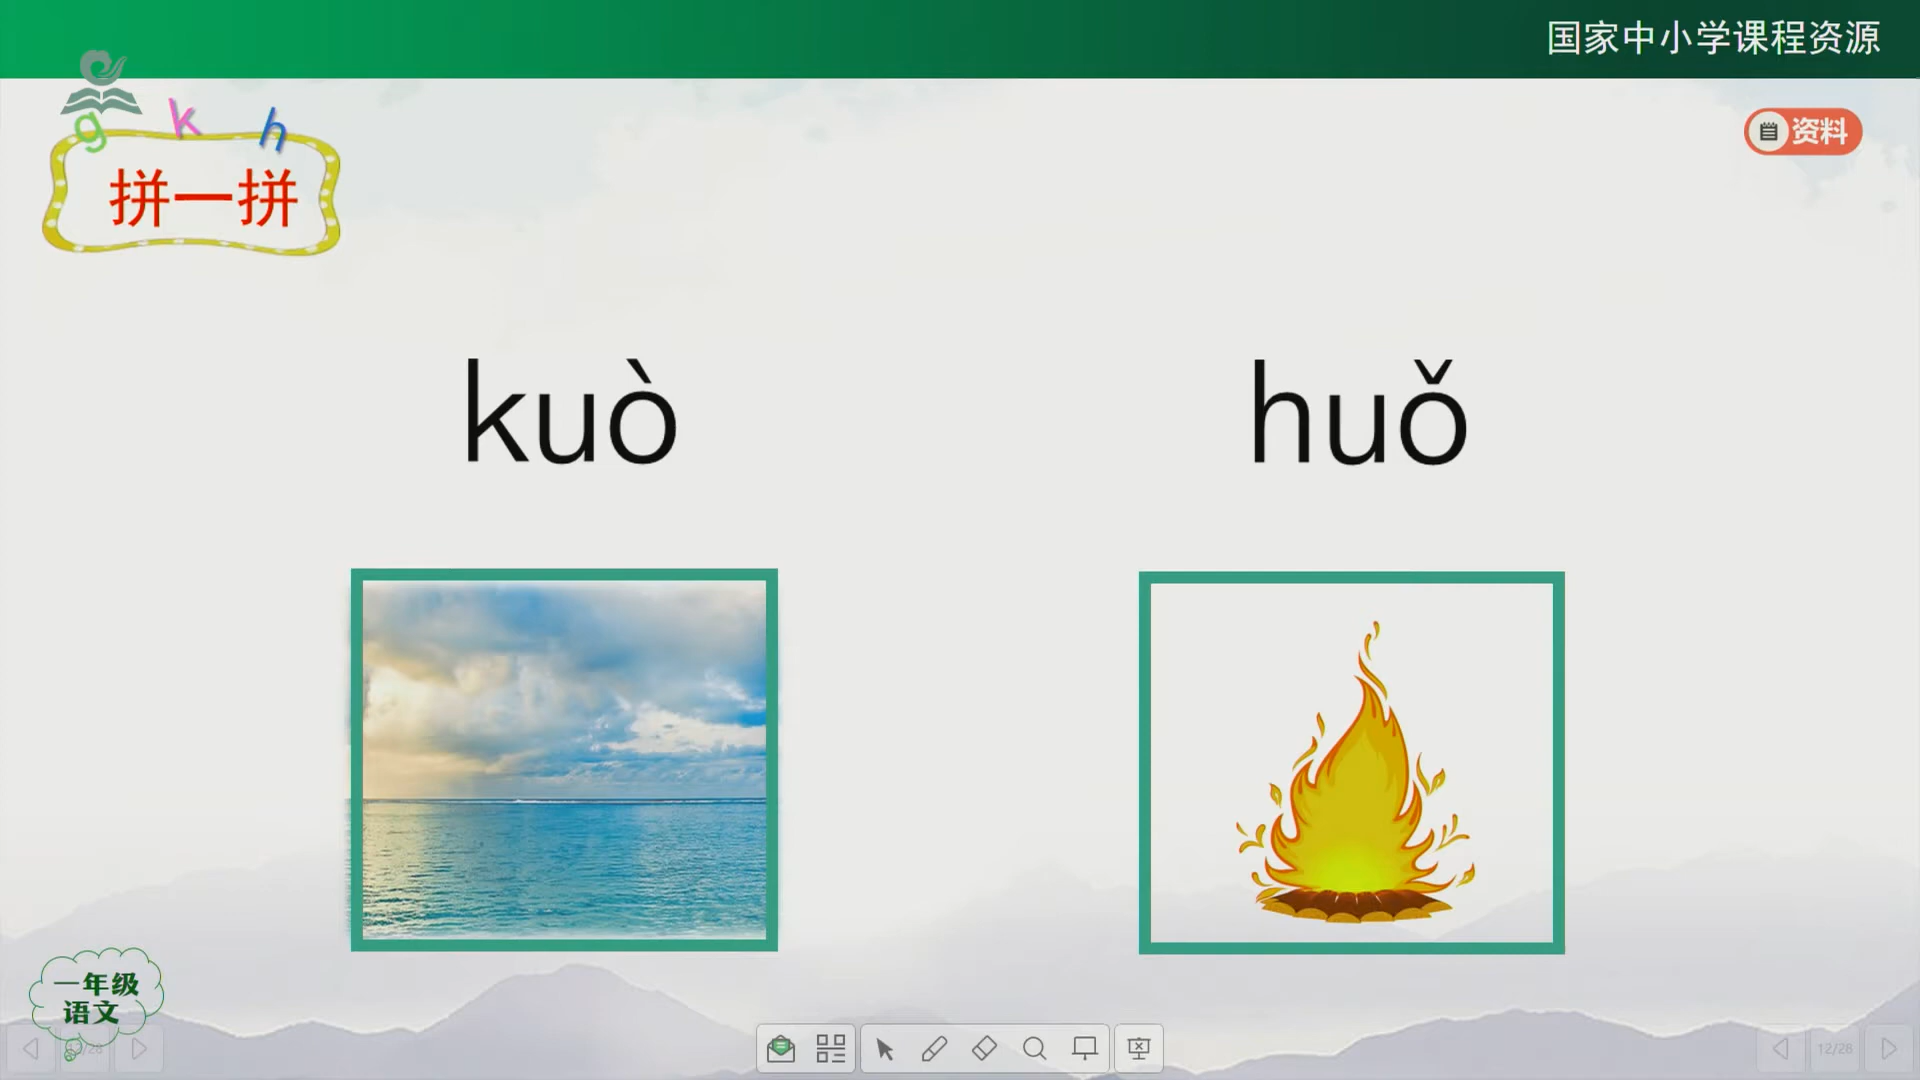 国家中小学课程资源
g k h
资料
拼一拼
kuò
huǒ
一年级
语文
12/28